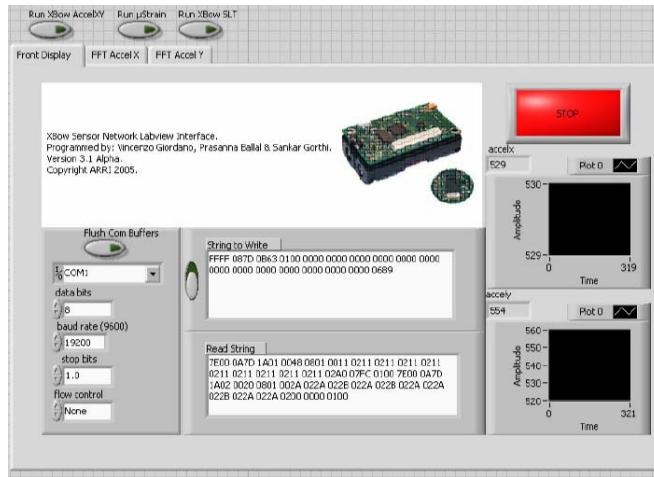 Run XBow AccelXY Run µStrain Run XBow SLT
Front Display FFT Accel X FFT Accel Y
XBow Sensor Network Labview Interface.
Programmed by: Vincenzo Giordano, Prasanna Ballal & Sankar Gorthi.
Version 3.1 Alpha.
Copyright ARRI 2005.
STOP
accelx
529
Plot 0
530
529
Amplitude
0 319
Time
Flush Com Buffers
COM1
data bits
8
baud rate (9600)
19200
stop bits
1.0
flow control
None
String to Write
FFFF 087D 0B63 0100 0000 0000 0000 0000 0000 0000
0000 0000 0000 0000 0000 0000 0000 0689
Read String
7E00 0A7D 1A01 0048 0801 0011 0211 0211 0211 0211
0211 0211 0211 0211 0211 02A0 07FC 0100 7E00 0A7D
1A02 0020 0801 002A 022A 022B 022A 022B 022A 022A
022B 022A 022A 0200 0000 0100
accely
554
Plot 0
560
550
540
530
520
Amplitude
0 321
Time